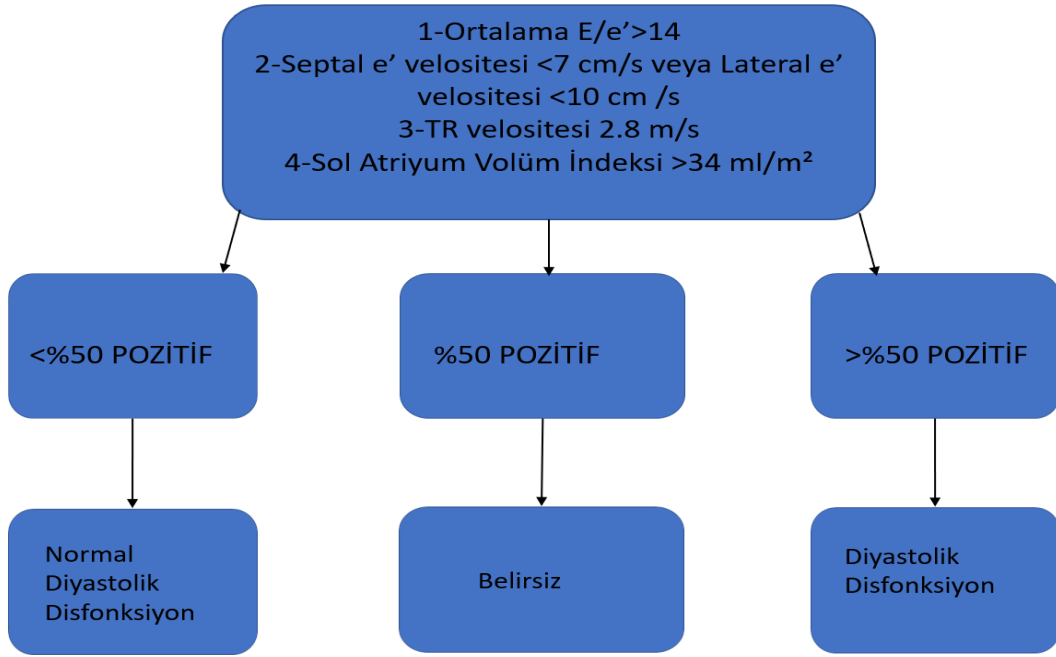 1-Ortalama E/e’>14
2-Septal e’ velositesi <7 cm/s veya Lateral e’
velositesi <10 cm /s
3-TR velositesi 2.8 m/s
4-Sol Atriyum Volüm İndeksi >34 ml/m²
<%50 POZİTİF
%50 POZİTİF
>%50 POZİTİF
Normal
Diyastolik
Disfonksiyon
Belirsiz
Diyastolik
Disfonksiyon